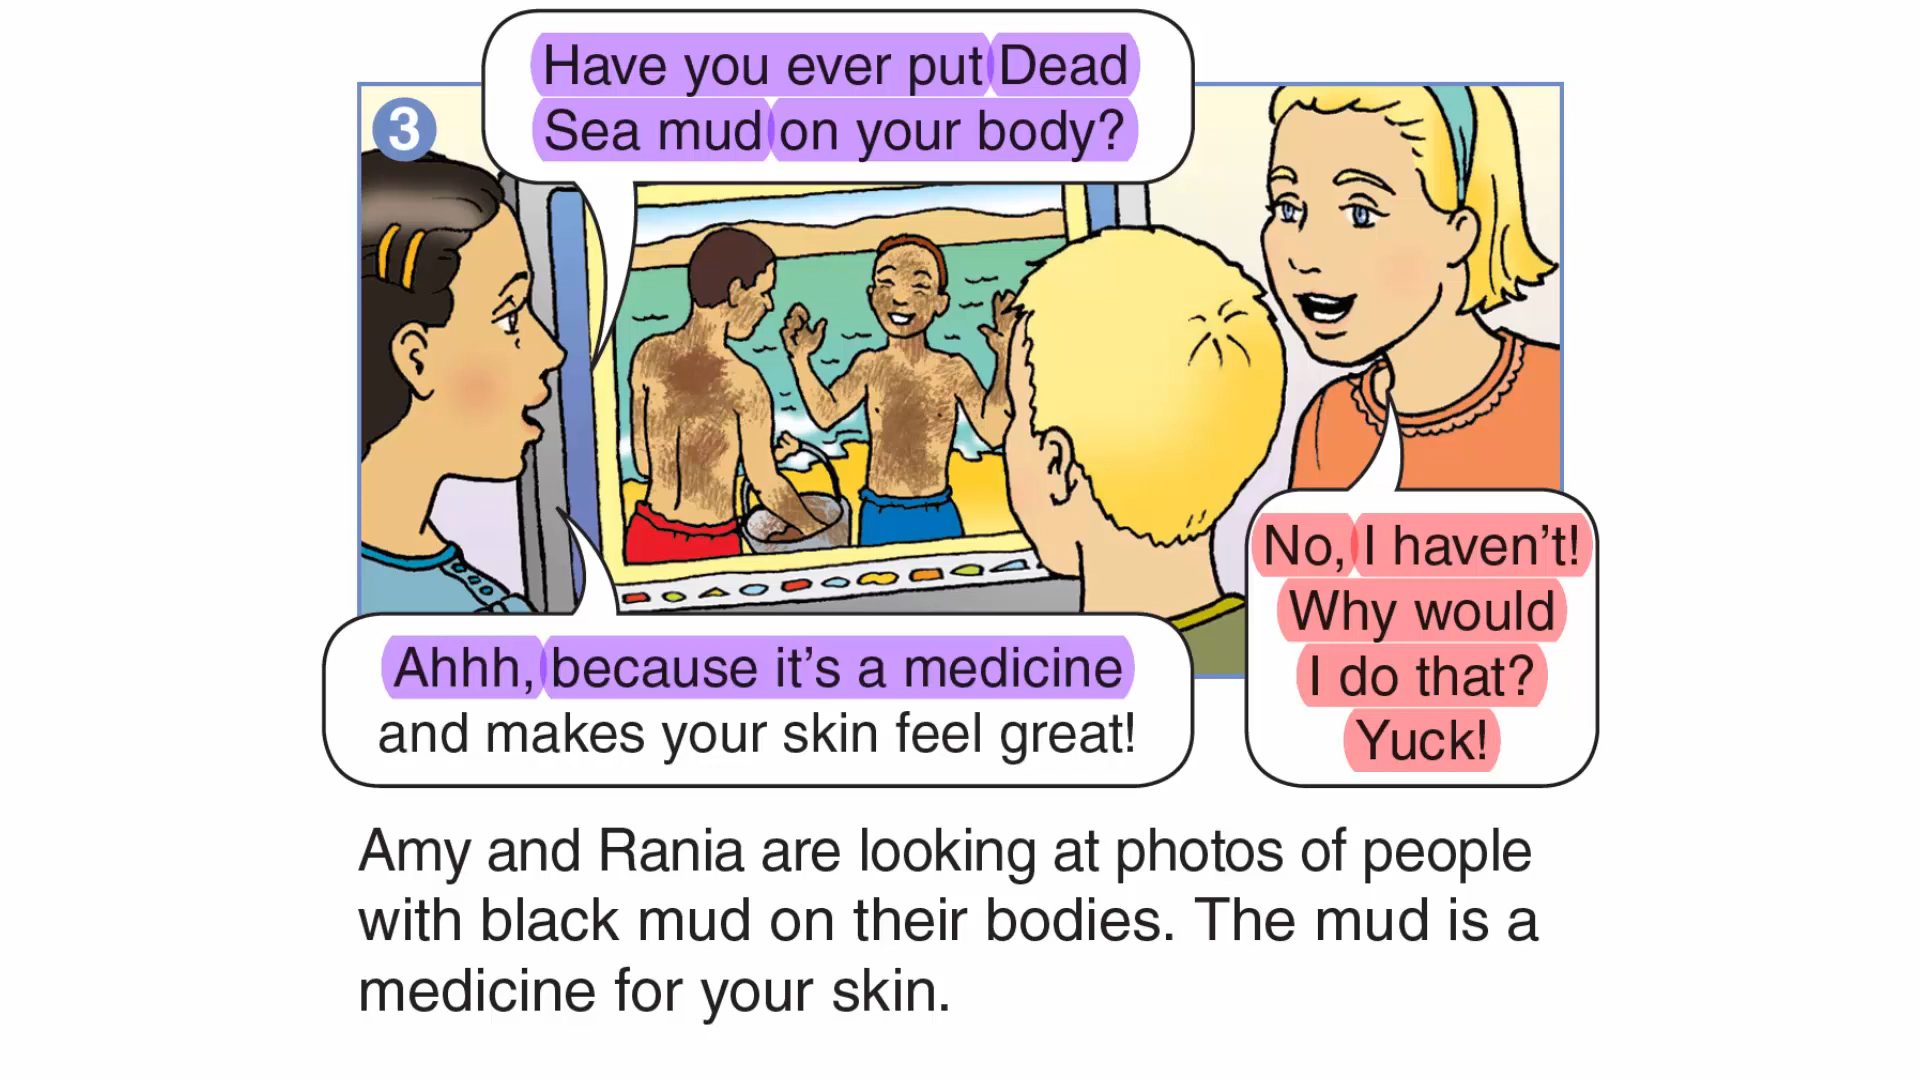 3
Have you ever put Dead
Sea mud on your body?
No, I haven't!
Why would
I do that?
Yuck!
Ahhh, because it's a medicine
and makes your skin feel great!
Amy and Rania are looking at photos of people
with black mud on their bodies. The mud is a
medicine for your skin.